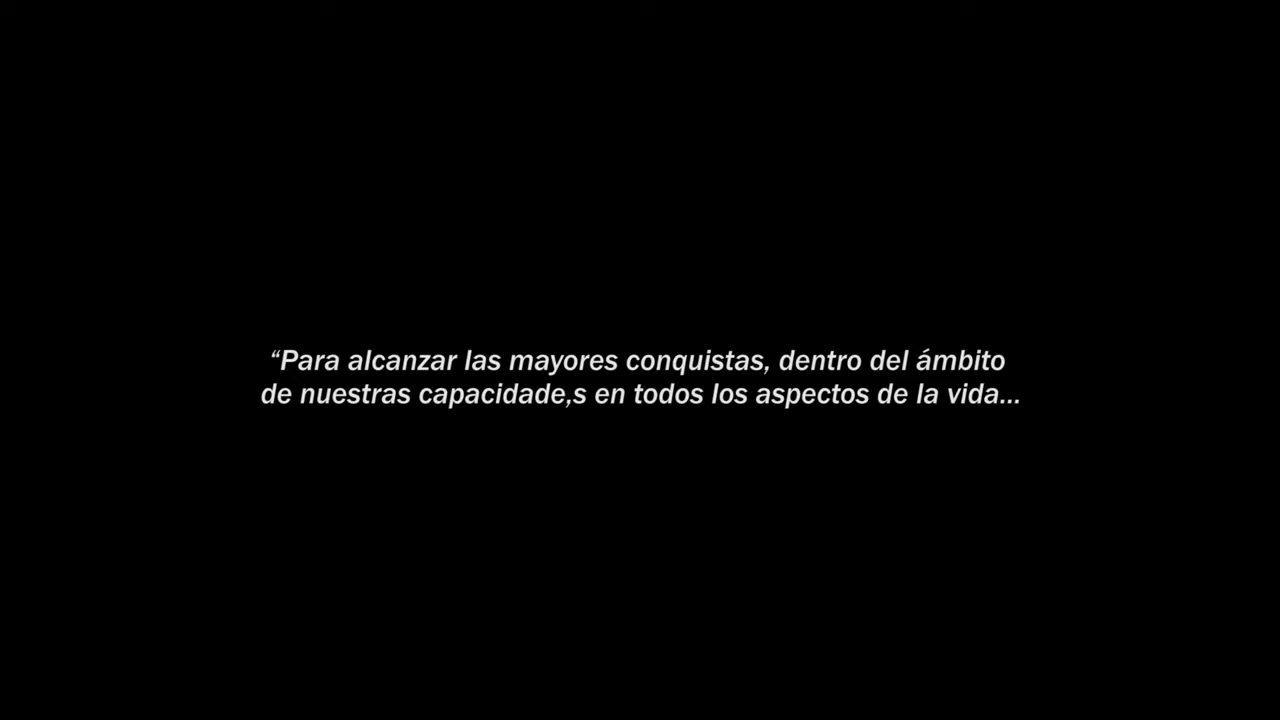 “Para alcanzar las mayores conquistas, dentro del ámbito
de nuestras capacidade,s en todos los aspectos de la vida...